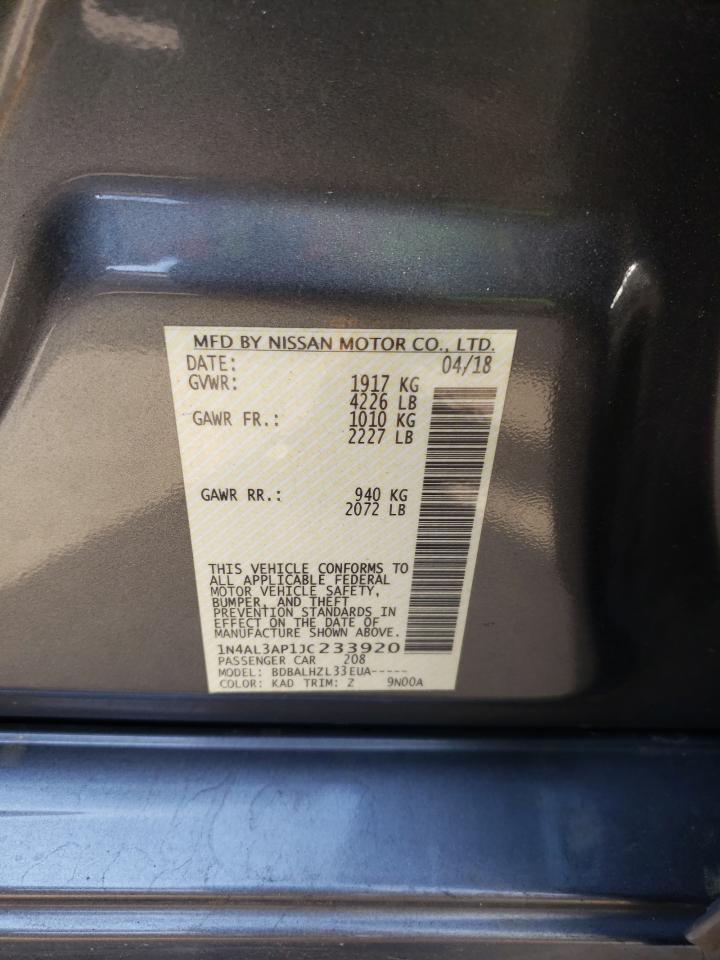 MFD BY NISSAN MOTOR CO., LTD.
DATE: 04/18
GVWR: 1917 KG
4226 LB
GAWR FR.: 1010 KG
2227 LB
GAWR RR.: 940 KG
2072 LB
THIS VEHICLE CONFORMS TO
ALL APPLICABLE FEDERAL
MOTOR VEHICLE SAFETY,
BUMPER, AND THEFT
PREVENTION STANDARDS IN
EFFECT ON THE DATE OF
MANUFACTURE SHOWN ABOVE.
1N4AL3AP1JC233920
PASSENGER CAR 208
MODEL: BDBALHZL33EUA-----
COLOR: KAD TRIM: Z 9N00A